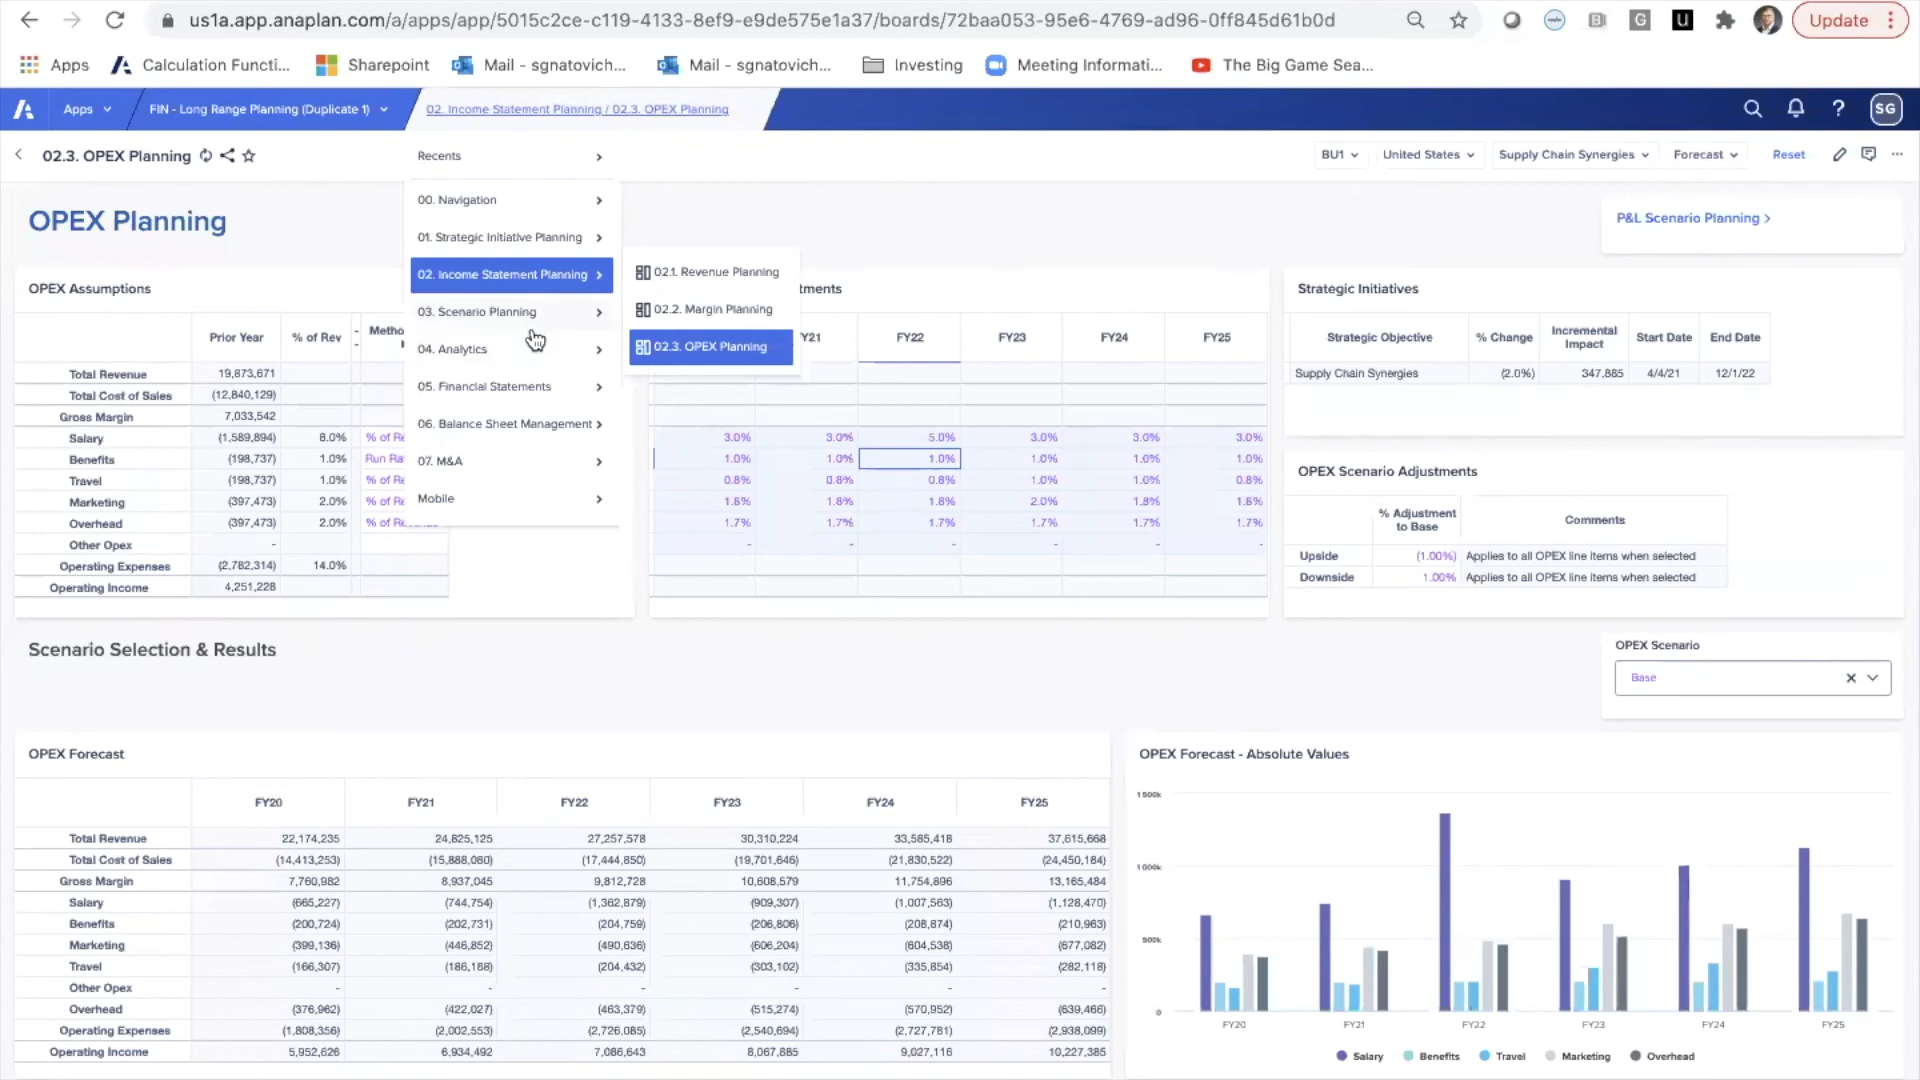 us1a.app.anaplan.com/a/apps/app/5015c2ce-c119-4133-8ef9-e9de575e1a37/boards/72baa053-95e6-4769-ad96-0ff845d61b0d
Update
Apps Calculation Functi... Sharepoint Mail - sgnatovich... Mail - sgnatovich... Investing Meeting Informati... The Big Game Sea...
Apps FIN - Long Range Planning (Duplicate 1) 02. Income Statement Planning / 02.3. OPEX Planning SG
02.3. OPEX Planning BU1 United States Supply Chain Synergies Forecast Reset
Recents
00. Navigation
01. Strategic Initiative Planning
02. Income Statement Planning
03. Scenario Planning
04. Analytics
05. Financial Statements
06. Balance Sheet Management
07. M&A
Mobile
02.1. Revenue Planning
02.2. Margin Planning
02.3. OPEX Planning
OPEX Planning
P&L Scenario Planning >
OPEX Assumptions
Prior Year % of Rev Metho
Total Revenue 19,873,671
Total Cost of Sales (12,840,129)
Gross Margin 7,033,542
Salary (1,589,894) 8.0% % of Re
Benefits (198,737) 1.0% Run Ra
Travel (198,737) 1.0% % of Re
Marketing (397,473) 2.0% % of Re
Overhead (397,473) 2.0% % of Revenue
Other Opex -
Operating Expenses (2,782,314) 14.0%
Operating Income 4,251,228
tments
Y21 FY22 FY23 FY24 FY25
3.0% 3.0% 5.0% 3.0% 3.0% 3.0%
1.0% 1.0% 1.0% 1.0% 1.0% 1.0%
0.8% 0.8% 0.8% 1.0% 1.0% 0.8%
1.8% 1.8% 1.8% 2.0% 1.8% 1.8%
1.7% 1.7% 1.7% 1.7% 1.7% 1.7%
- - - - - -
Strategic Initiatives
Strategic Objective % Change Incremental Impact Start Date End Date
Supply Chain Synergies (2.0%) 347,885 4/4/21 12/1/22
OPEX Scenario Adjustments
% Adjustment to Base Comments
Upside (1.00%) Applies to all OPEX line items when selected
Downside 1.00% Applies to all OPEX line items when selected
Scenario Selection & Results
OPEX Scenario
Base
OPEX Forecast
FY20 FY21 FY22 FY23 FY24 FY25
Total Revenue 22,174,235 24,825,125 27,257,578 30,310,224 33,585,418 37,615,668
Total Cost of Sales (14,413,253) (15,888,080) (17,444,850) (19,701,646) (21,830,522) (24,450,184)
Gross Margin 7,760,982 8,937,045 9,812,728 10,608,579 11,754,896 13,165,484
Salary (665,227) (744,754) (1,362,879) (909,307) (1,007,563) (1,128,470)
Benefits (200,724) (202,731) (204,759) (206,806) (208,874) (210,963)
Marketing (399,136) (446,852) (490,636) (606,204) (604,538) (677,082)
Travel (166,307) (186,188) (204,432) (303,102) (335,854) (282,118)
Other Opex - - - - - -
Overhead (376,962) (422,027) (463,379) (515,274) (570,952) (639,466)
Operating Expenses (1,808,356) (2,002,553) (2,726,085) (2,540,694) (2,727,781) (2,938,099)
Operating Income 5,952,626 6,934,492 7,086,643 8,067,885 9,027,116 10,227,385
OPEX Forecast - Absolute Values
1 500k
1 000k
500k
0
FY20 FY21 FY22 FY23 FY24 FY25
Salary Benefits Travel Marketing Overhead